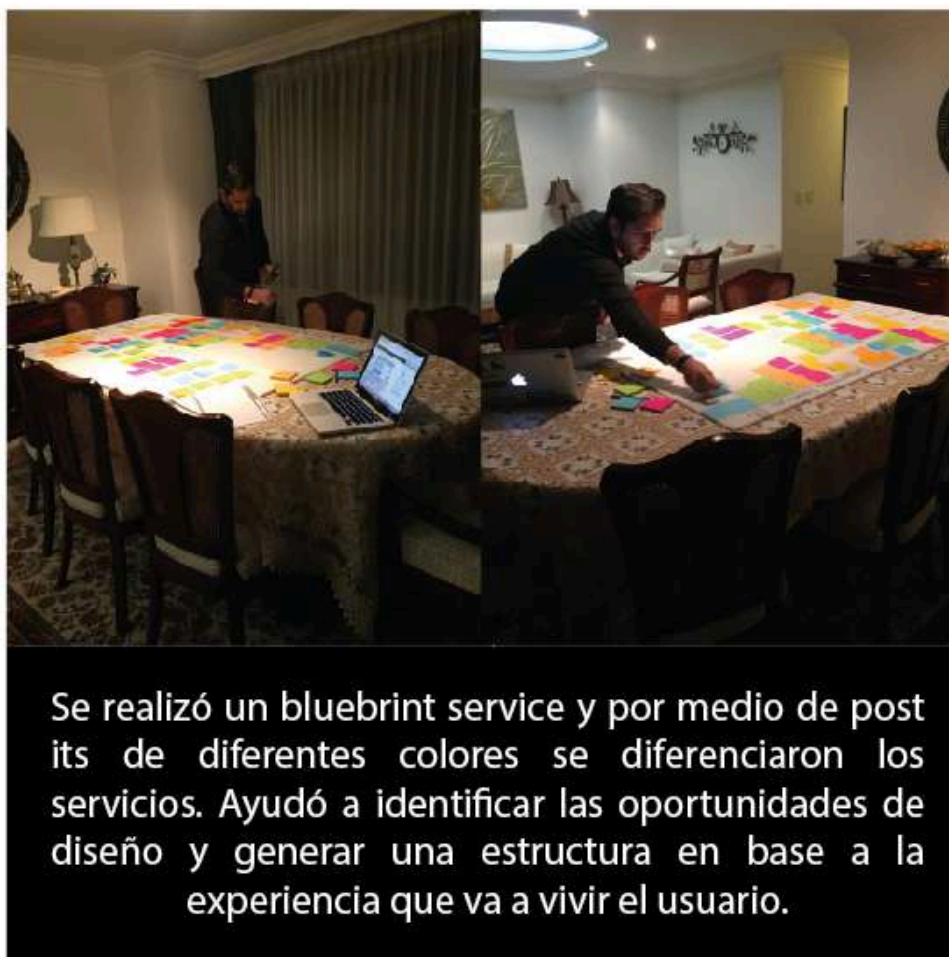 Se realizó un bluebrint service y por medio de post
its de diferentes colores se diferenciaron los
servicios. Ayudó a identificar las oportunidades de
diseño y generar una estructura en base a la
experiencia que va a vivir el usuario.